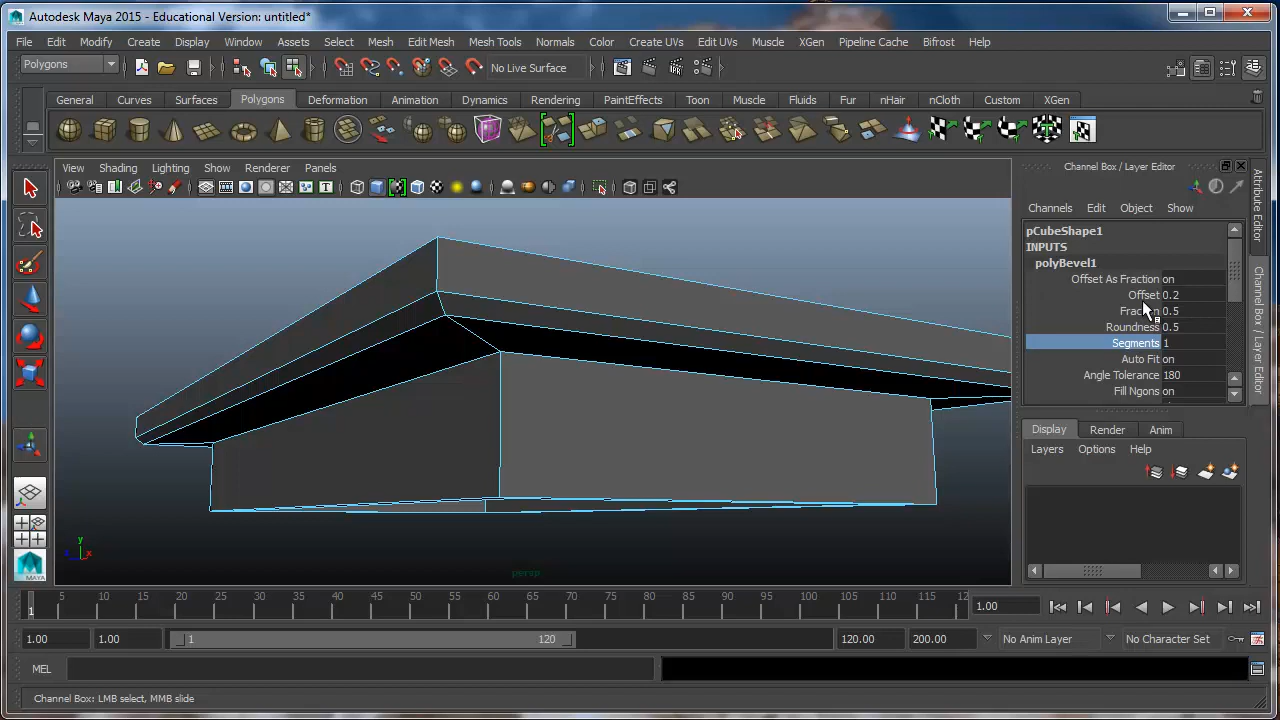 Autodesk Maya 2015 - Educational Version: untitled*
File Edit Modify Create Display Window Assets Select Mesh Edit Mesh Mesh Tools Normals Color Create UVs Edit UVs Muscle XGen Pipeline Cache Bifrost Help
Polygons No Live Surface
General Curves Surfaces Polygons Deformation Animation Dynamics Rendering PaintEffects Toon Muscle Fluids Fur nHair nCloth Custom XGen
View Shading Lighting Show Renderer Panels
Channel Box / Layer Editor
Channels Edit Object Show
pCubeShape1
INPUTS
polyBevel1
Offset As Fraction on
Offset 0.2
0.5
Roundness 0.5
Segments 1
Auto Fit on
Angle Tolerance 180
Fill Ngons on
Attribute Editor
Channel Box / Layer Editor
Display Render Anim
Layers Options Help
y
x
persp
MAYA
5 10 15 20 25 30 35 40 45 50 55 60 65 70 75 80 85 90 95 100 105 110 115 12
1
1.00
1.00 1.00 1 120 120.00 200.00 No Anim Layer No Character Set
MEL
Channel Box: LMB select, MMB slide